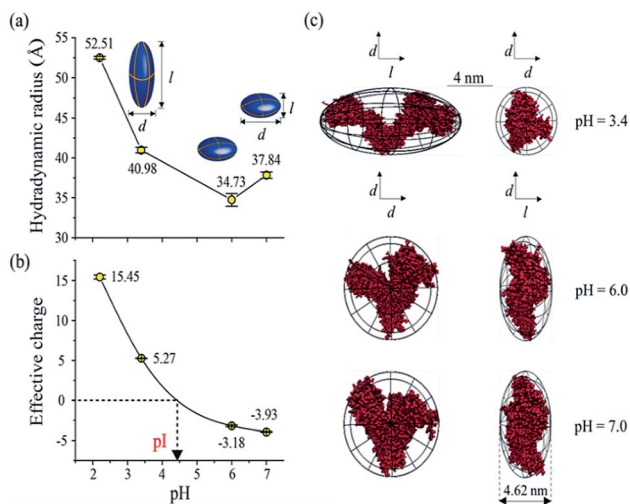 (a)
Hydradynamic radius (Å)
55
50
45
40
35
30
52.51
40.98
34.73
37.84
l
d
l
d
(b)
Effective charge
15
10
5
0
-5
15.45
5.27
-3.18
-3.93
pI
2 3 4 5 6 7
pH
(c)
d
l
4 nm
d
d
pH = 3.4
d
d
d
l
pH = 6.0
pH = 7.0
4.62 nm